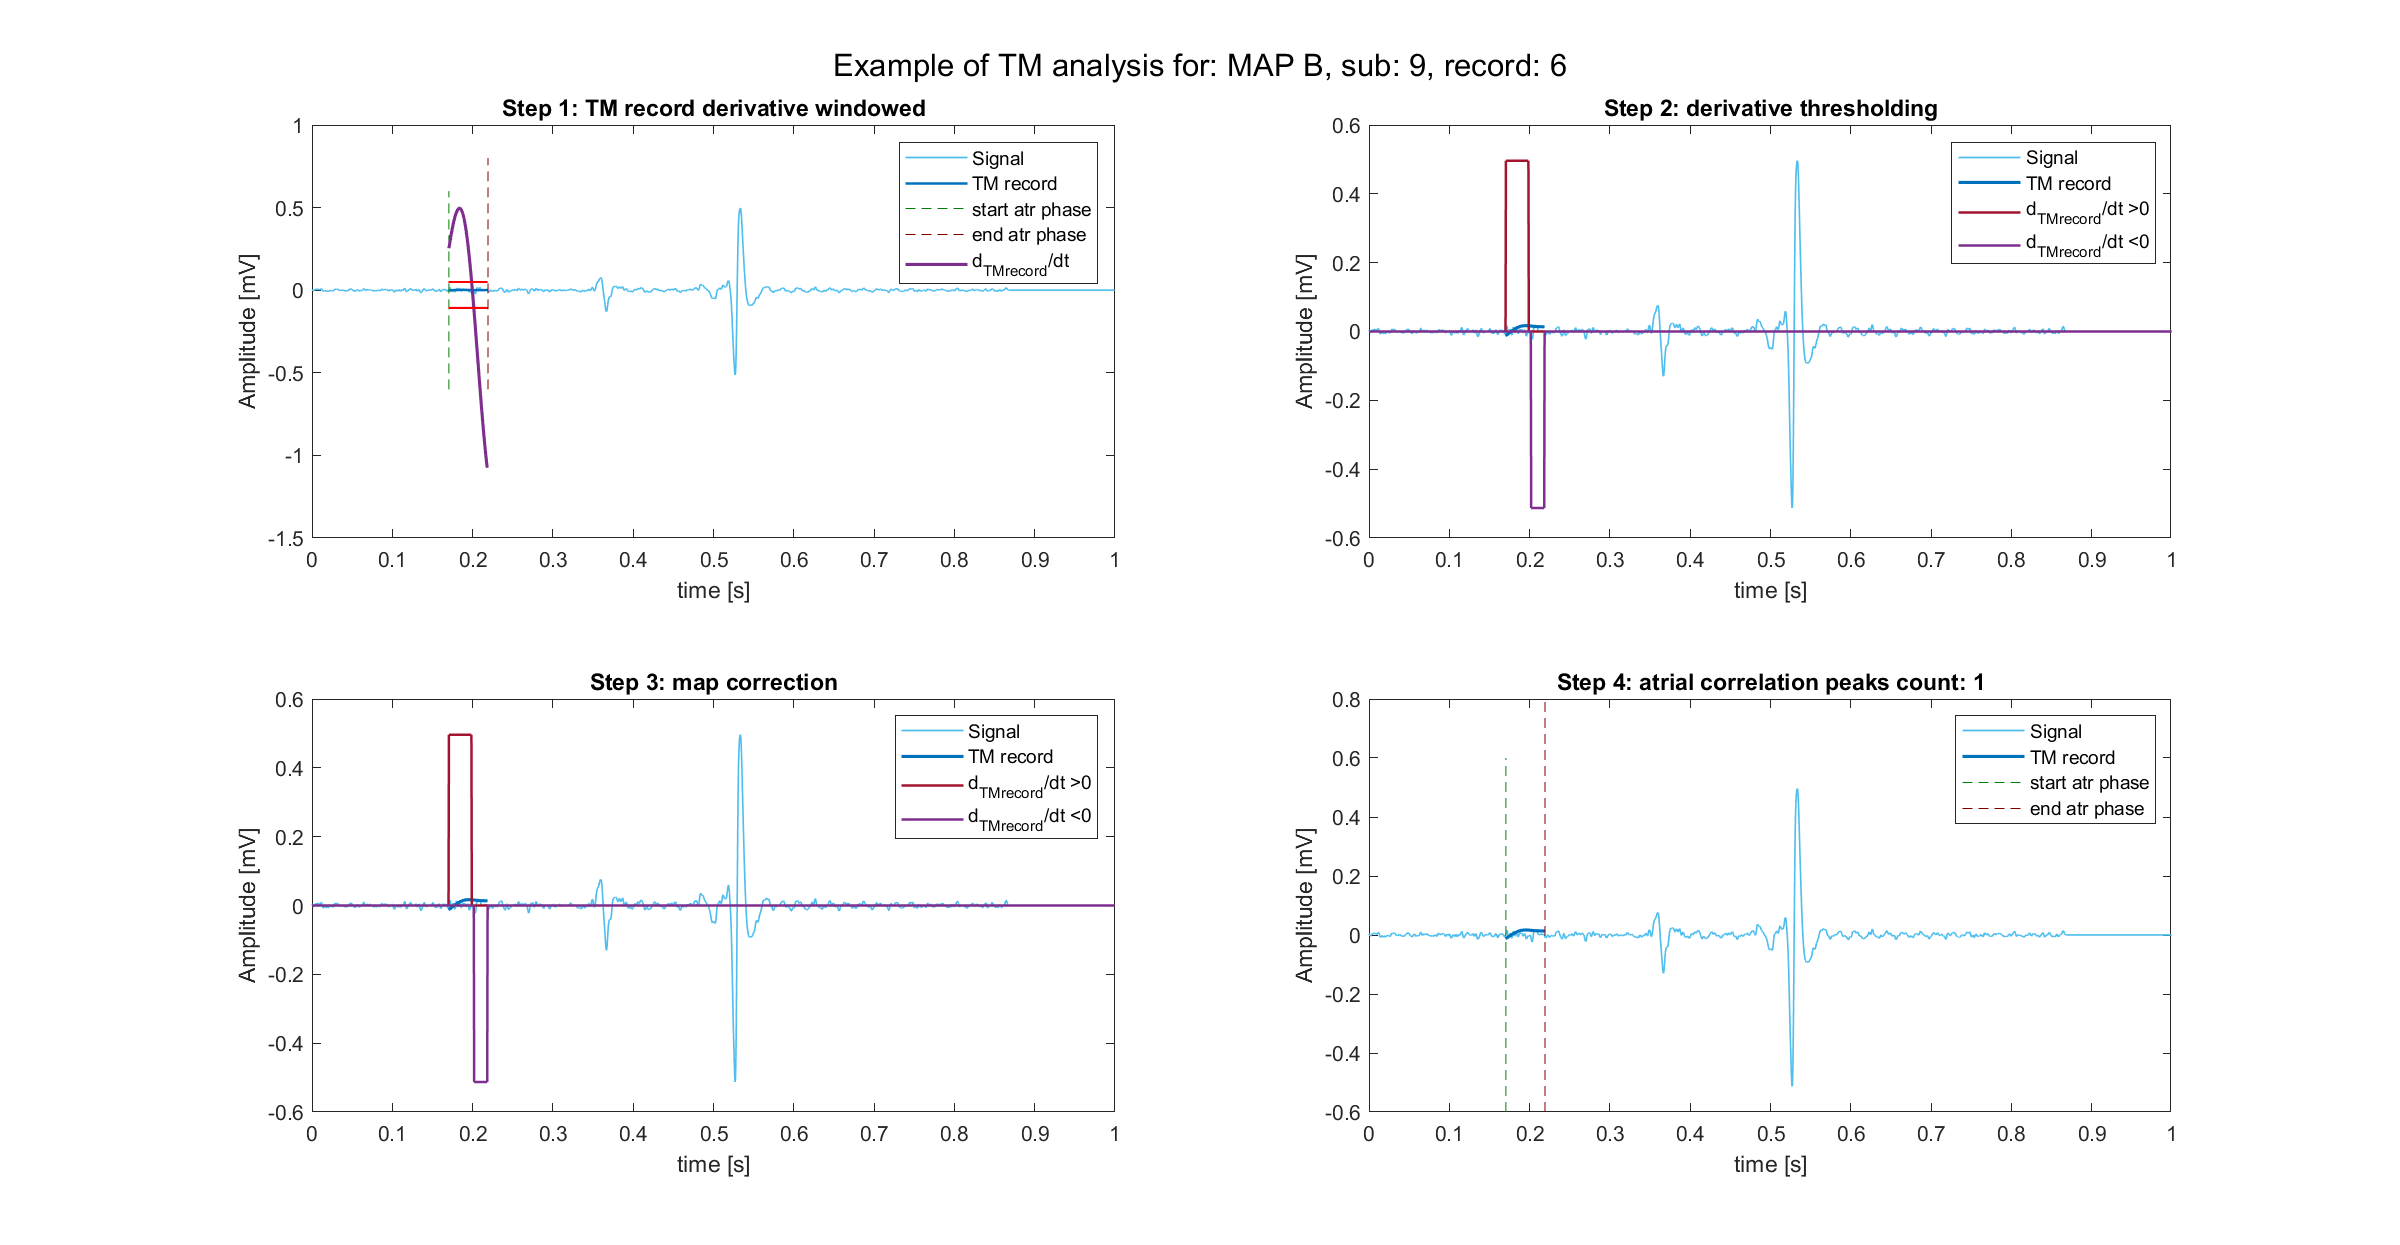 Example of TM analysis for: MAP B, sub: 9, record: 6
Step 1: TM record derivative windowed
1
0.5
0
-0.5
-1
-1.5
Amplitude [mV]
0 0.1 0.2 0.3 0.4 0.5 0.6 0.7 0.8 0.9 1
time [s]
Signal
TM record
start atr phase
end atr phase
dTMrecord/dt
Step 2: derivative thresholding
0.6
0.4
0.2
0
-0.2
-0.4
-0.6
Amplitude [mV]
0 0.1 0.2 0.3 0.4 0.5 0.6 0.7 0.8 0.9 1
time [s]
Signal
TM record
dTMrecord/dt >0
dTMrecord/dt <0
Step 3: map correction
0.6
0.4
0.2
0
-0.2
-0.4
-0.6
Amplitude [mV]
0 0.1 0.2 0.3 0.4 0.5 0.6 0.7 0.8 0.9 1
time [s]
Signal
TM record
dTMrecord/dt >0
dTMrecord/dt <0
Step 4: atrial correlation peaks count: 1
0.8
0.6
0.4
0.2
0
-0.2
-0.4
-0.6
Amplitude [mV]
0 0.1 0.2 0.3 0.4 0.5 0.6 0.7 0.8 0.9 1
time [s]
Signal
TM record
start atr phase
end atr phase